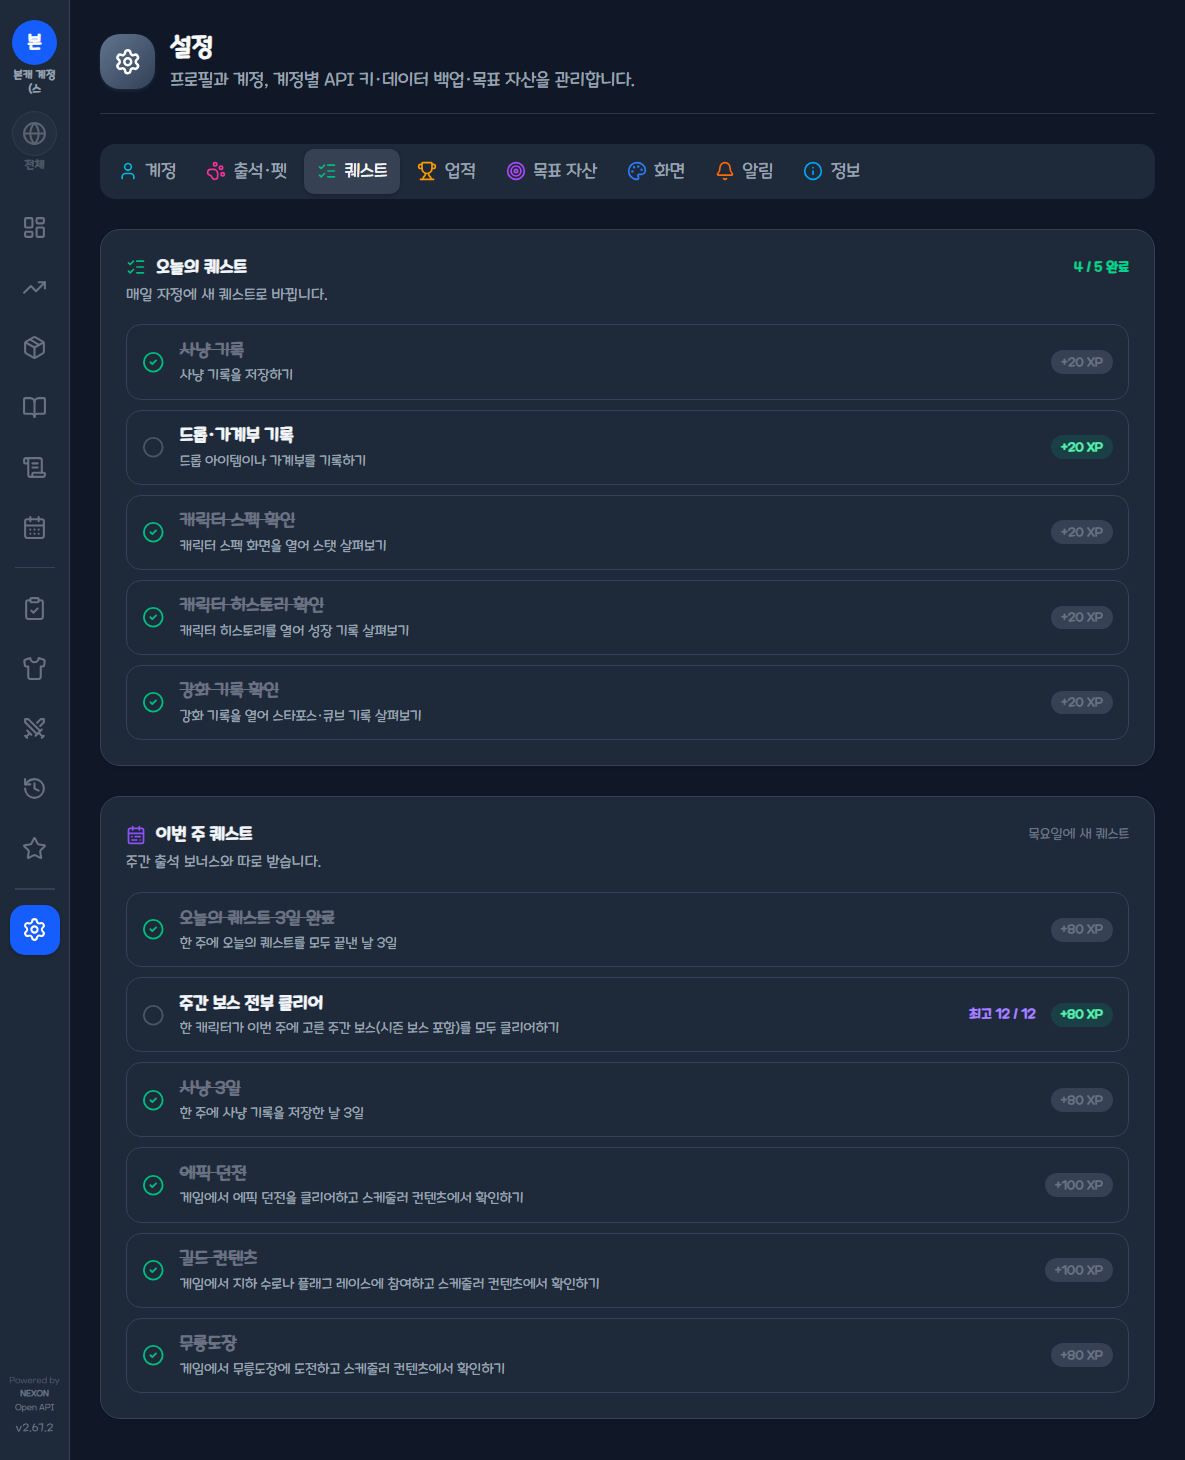 본
본캐 계정
(스
전체
Powered by
NEXON
Open API
v2.67.2
설정
프로필과 계정, 계정별 API 키·데이터 백업·목표 자산을 관리합니다.
계정
출석·펫
퀘스트
업적
목표 자산
화면
알림
정보
오늘의 퀘스트
4 / 5 완료
매일 자정에 새 퀘스트로 바뀝니다.
사냥 기록
사냥 기록을 저장하기
+20 XP
드롭·가계부 기록
드롭 아이템이나 가계부를 기록하기
+20 XP
캐릭터 스펙 확인
캐릭터 스펙 화면을 열어 스탯 살펴보기
+20 XP
캐릭터 히스토리 확인
캐릭터 히스토리를 열어 성장 기록 살펴보기
+20 XP
강화 기록 확인
강화 기록을 열어 스타포스·큐브 기록 살펴보기
+20 XP
이번 주 퀘스트
목요일에 새 퀘스트
주간 출석 보너스와 따로 받습니다.
오늘의 퀘스트 3일 완료
한 주에 오늘의 퀘스트를 모두 끝낸 날 3일
+80 XP
주간 보스 전부 클리어
한 캐릭터가 이번 주에 고른 주간 보스(시즌 보스 포함)를 모두 클리어하기
최고 12 / 12
+80 XP
사냥 3일
한 주에 사냥 기록을 저장한 날 3일
+80 XP
에픽 던전
게임에서 에픽 던전을 클리어하고 스케줄러 컨텐츠에서 확인하기
+100 XP
길드 컨텐츠
게임에서 지하 수로나 플래그 레이스에 참여하고 스케줄러 컨텐츠에서 확인하기
+100 XP
무릉도장
게임에서 무릉도장에 도전하고 스케줄러 컨텐츠에서 확인하기
+80 XP